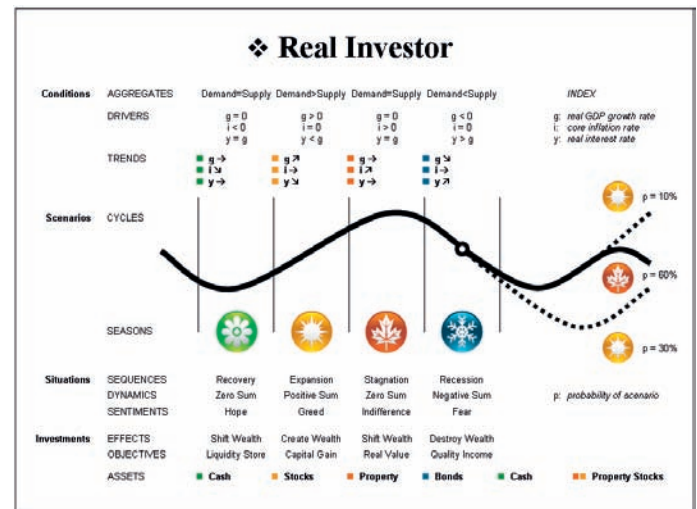 ❖ Real Investor
Conditions AGGREGATES Demand=Supply Demand>Supply Demand=Supply Demand<Supply INDEX
DRIVERS g = 0 g > 0 g = 0 g < 0 g: real GDP growth rate
i < 0 i = 0 i > 0 i = 0 i: core inflation rate
y = g y < g y = g y > g y: real interest rate
TRENDS g → g ↗ g → g ↘
i ↘ i → i ↗ i →
y → y ↘ y → y ↗
p = 10%
Scenarios CYCLES
p = 60%
SEASONS
p = 30%
Situations SEQUENCES Recovery Expansion Stagnation Recession
DYNAMICS Zero Sum Positive Sum Zero Sum Negative Sum p: probability of scenario
SENTIMENTS Hope Greed Indifference Fear
Investments EFFECTS Shift Wealth Create Wealth Shift Wealth Destroy Wealth
OBJECTIVES Liquidity Store Capital Gain Real Value Quality Income
ASSETS Cash Stocks Property Bonds Cash Property Stocks